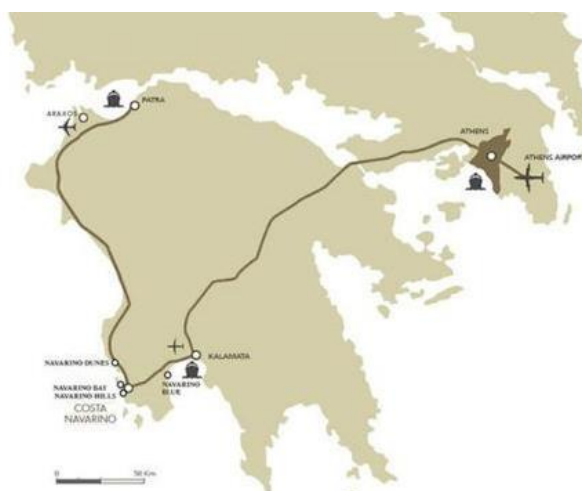 PATRA
ARAXOS
ATHENS
ATHENS AIRPORT
KALAMATA
NAVARINO DUNES
NAVARINO BAY
NAVARINO HILLS
NAVARINO
BLUE
COSTA
NAVARINO
0 50 Km